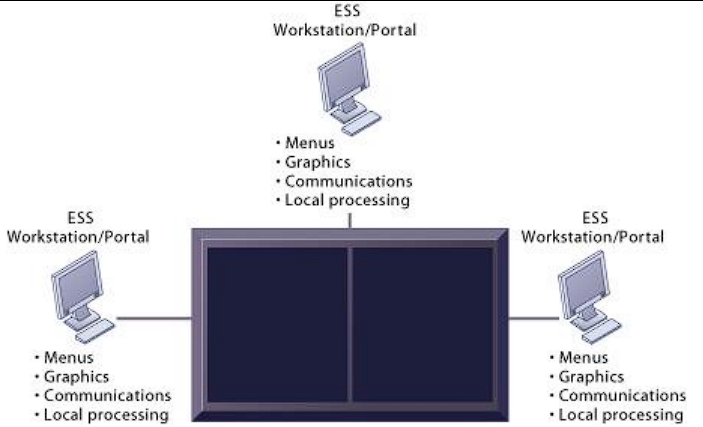 ESS
Workstation/Portal
• Menus
• Graphics
• Communications
• Local processing
ESS
Workstation/Portal
• Menus
• Graphics
• Communications
• Local processing
ESS
Workstation/Portal
• Menus
• Graphics
• Communications
• Local processing